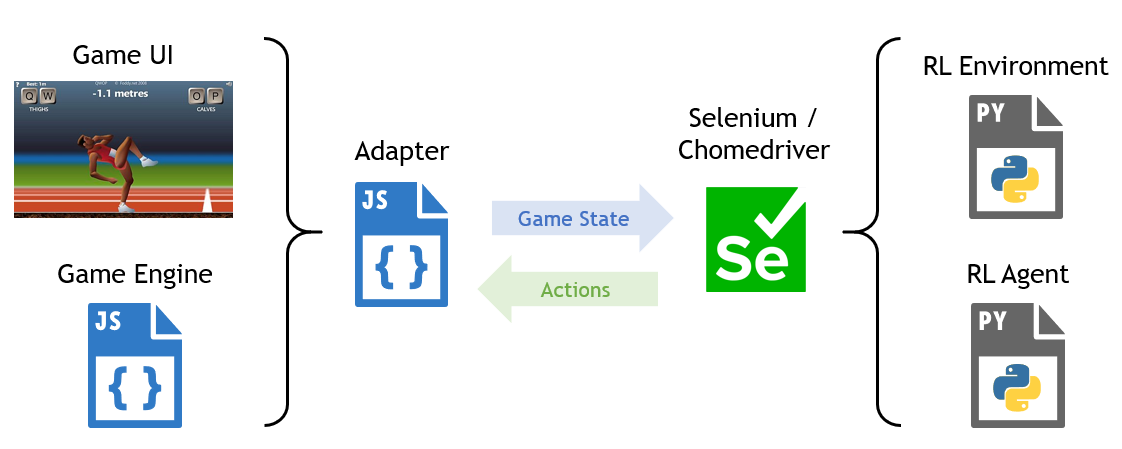 Game UI
? Best: 1m
QWOP © Foddy.net 2008
Q W
-1.1 metres
O P
THIGHS
CALVES
Game Engine
JS
{ }
Adapter
JS
{ }
Game State
Actions
Selenium /
Chomedriver
Se
RL Environment
PY
RL Agent
PY